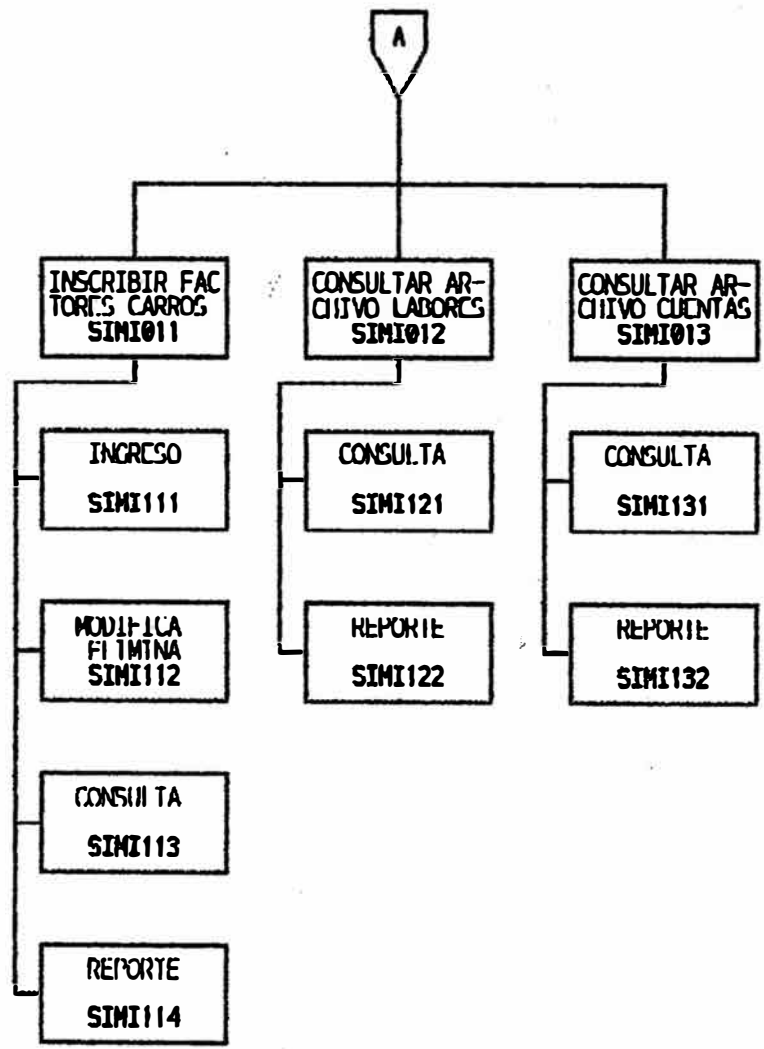 A
INSCRIBIR FAC
TORES CARROS
SIMI011
CONSULTAR AR-
CHIVO LABORES
SIMI012
CONSULTAR AR-
CHIVO CUENTAS
SIMI013
INGRESO
SIMI111
CONSULTA
SIMI121
CONSULTA
SIMI131
MODIFICA
ELIMINA
SIMI112
REPORTE
SIMI122
REPORTE
SIMI132
CONSULTA
SIMI113
REPORTE
SIMI114